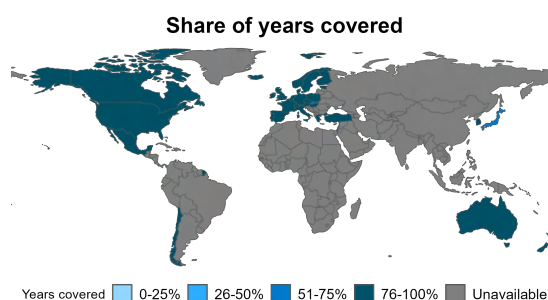 Share of years covered
Years covered 0-25% 26-50% 51-75% 76-100% Unavailable